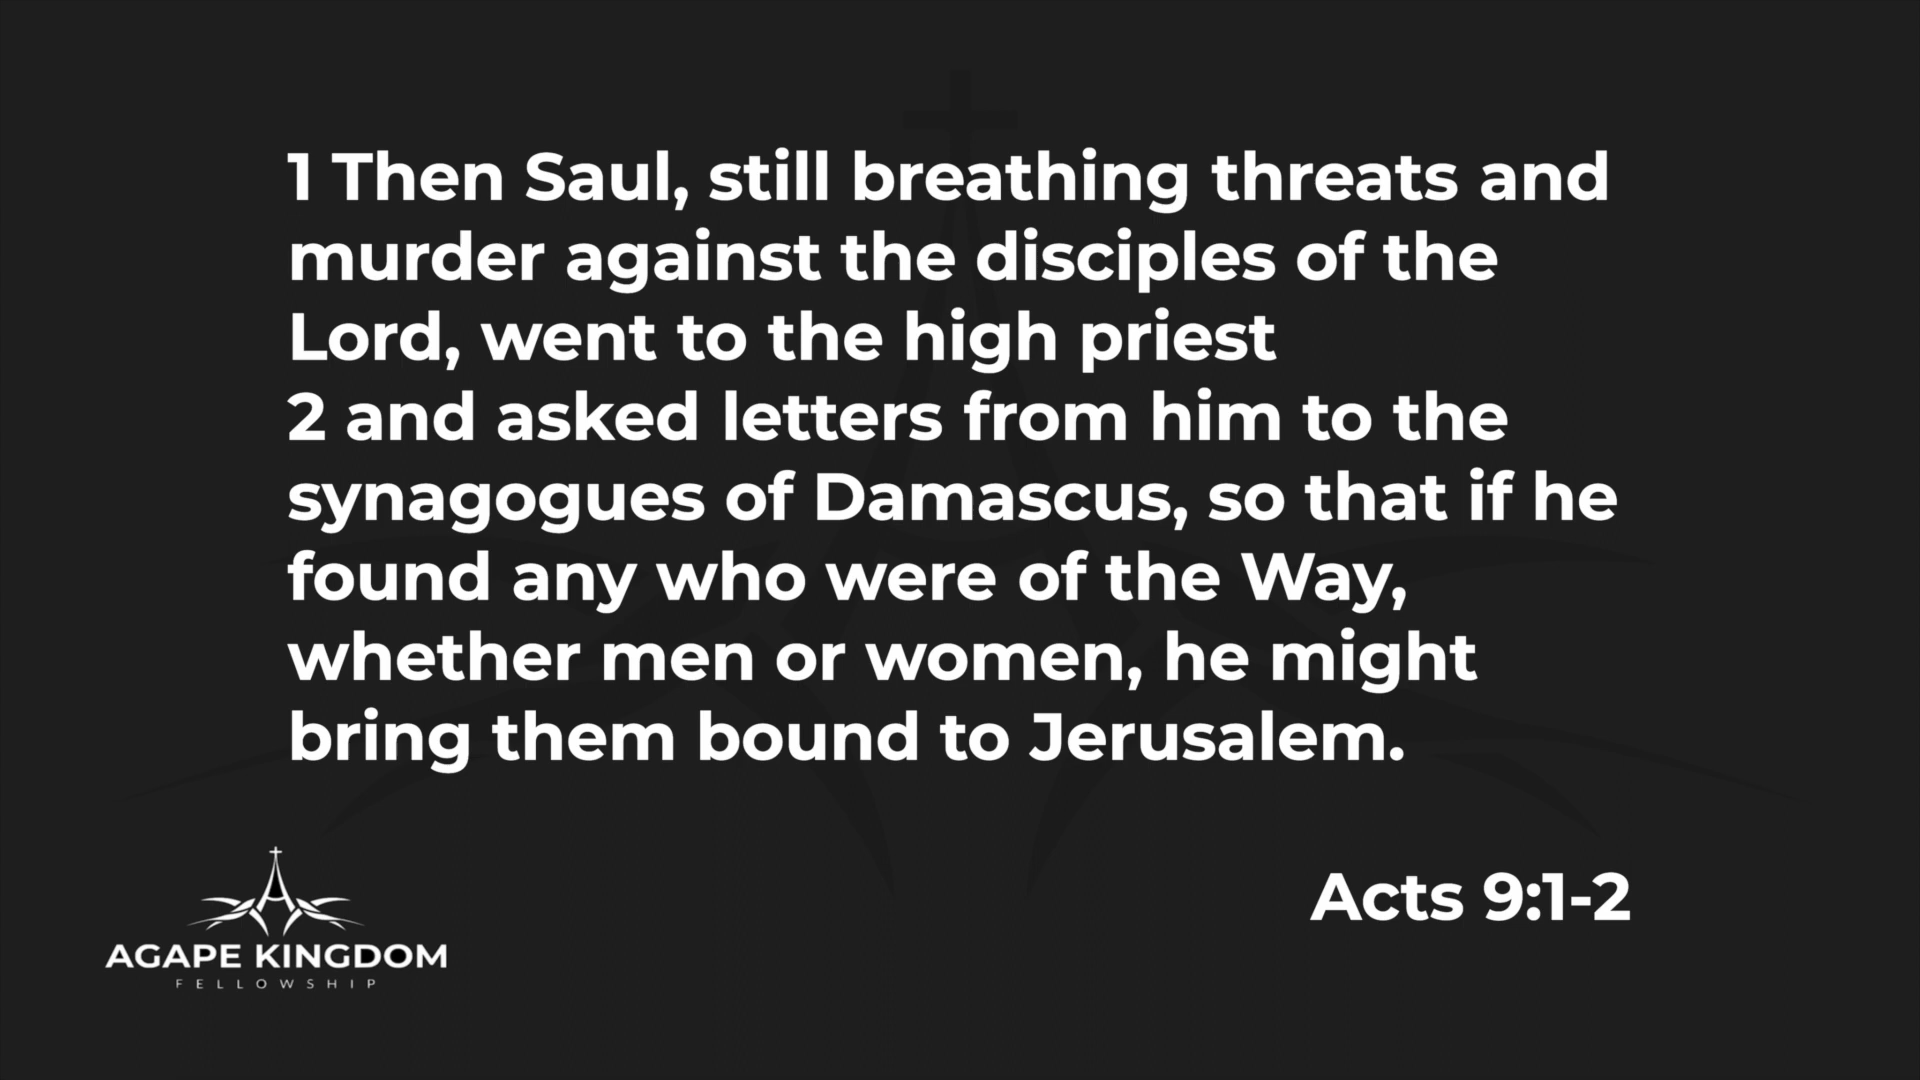 1 Then Saul, still breathing threats and
murder against the disciples of the
Lord, went to the high priest
2 and asked letters from him to the
synagogues of Damascus, so that if he
found any who were of the Way,
whether men or women, he might
bring them bound to Jerusalem.
Acts 9:1-2
AGAPE KINGDOM
FELLOWSHIP